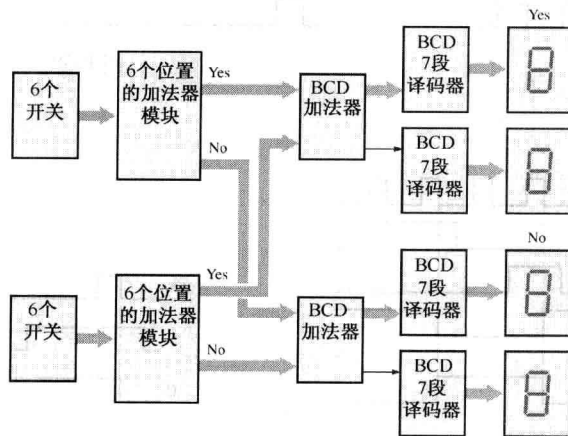 Yes
6个
开关
6个位置
的加法器
模块
Yes
No
BCD
加法器
BCD
7段
译码器
BCD
7段
译码器
6个
开关
6个位置
的加法器
模块
Yes
No
BCD
加法器
No
BCD
7段
译码器
BCD
7段
译码器